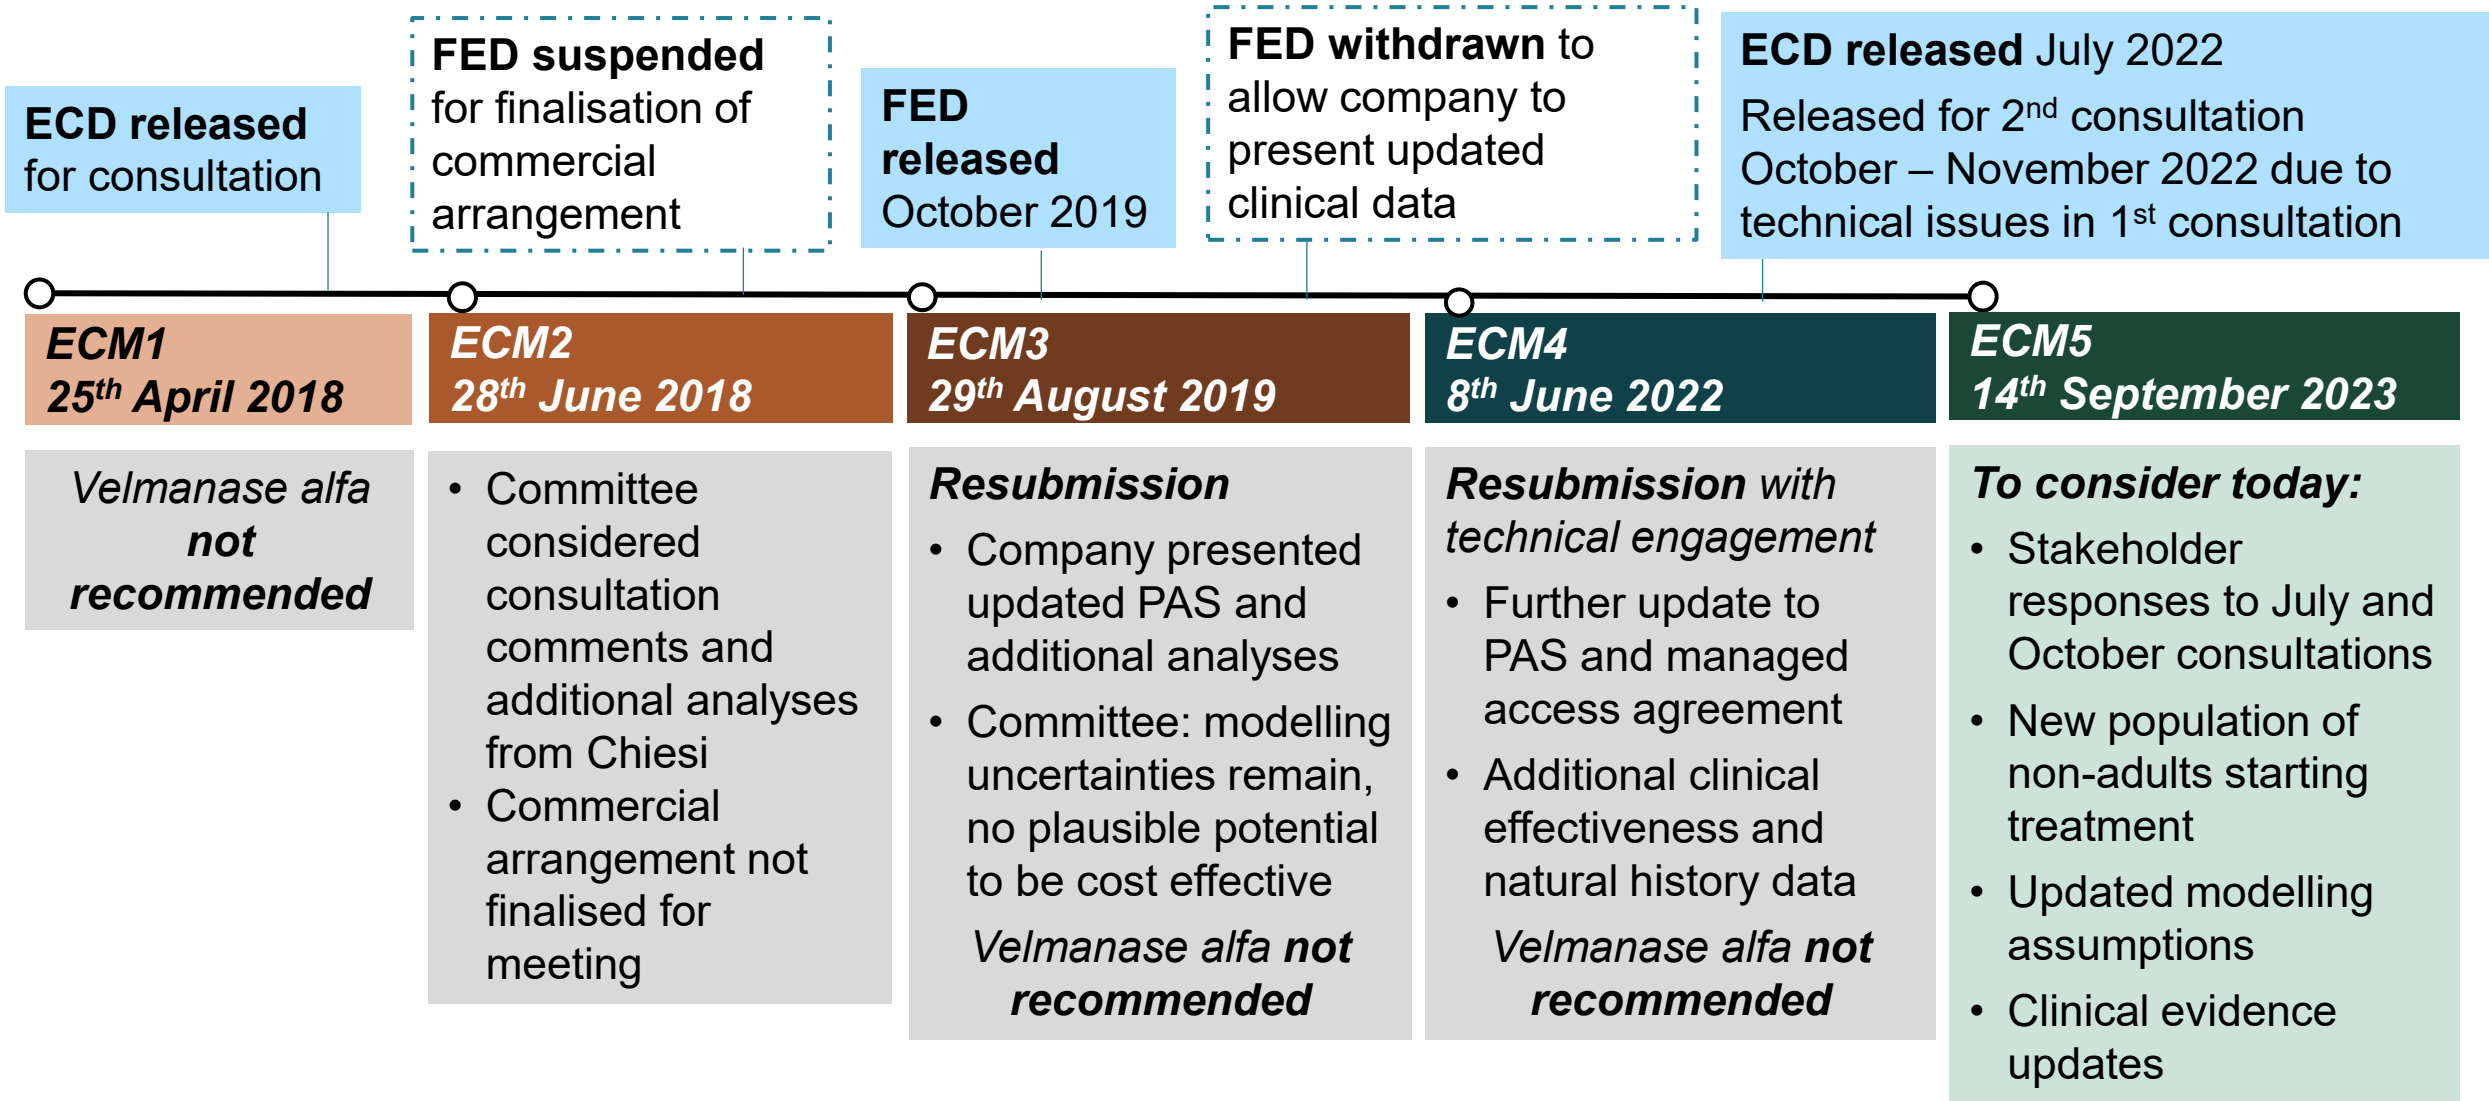 ECD released
for consultation
FED suspended
for finalisation of
commercial
arrangement
FED
released
October 2019
FED withdrawn to
allow company to
present updated
clinical data
ECD released July 2022
Released for 2nd consultation
October – November 2022 due to
technical issues in 1st consultation
ECM1
25th April 2018
Velmanase alfa
not
recommended
ECM2
28th June 2018
• Committee
considered
consultation
comments and
additional analyses
from Chiesi
• Commercial
arrangement not
finalised for
meeting
ECM3
29th August 2019
Resubmission
• Company presented
updated PAS and
additional analyses
• Committee: modelling
uncertainties remain,
no plausible potential
to be cost effective
Velmanase alfa not
recommended
ECM4
8th June 2022
Resubmission with
technical engagement
• Further update to
PAS and managed
access agreement
• Additional clinical
effectiveness and
natural history data
Velmanase alfa not
recommended
ECM5
14th September 2023
To consider today:
• Stakeholder
responses to July and
October consultations
• New population of
non-adults starting
treatment
• Updated modelling
assumptions
• Clinical evidence
updates